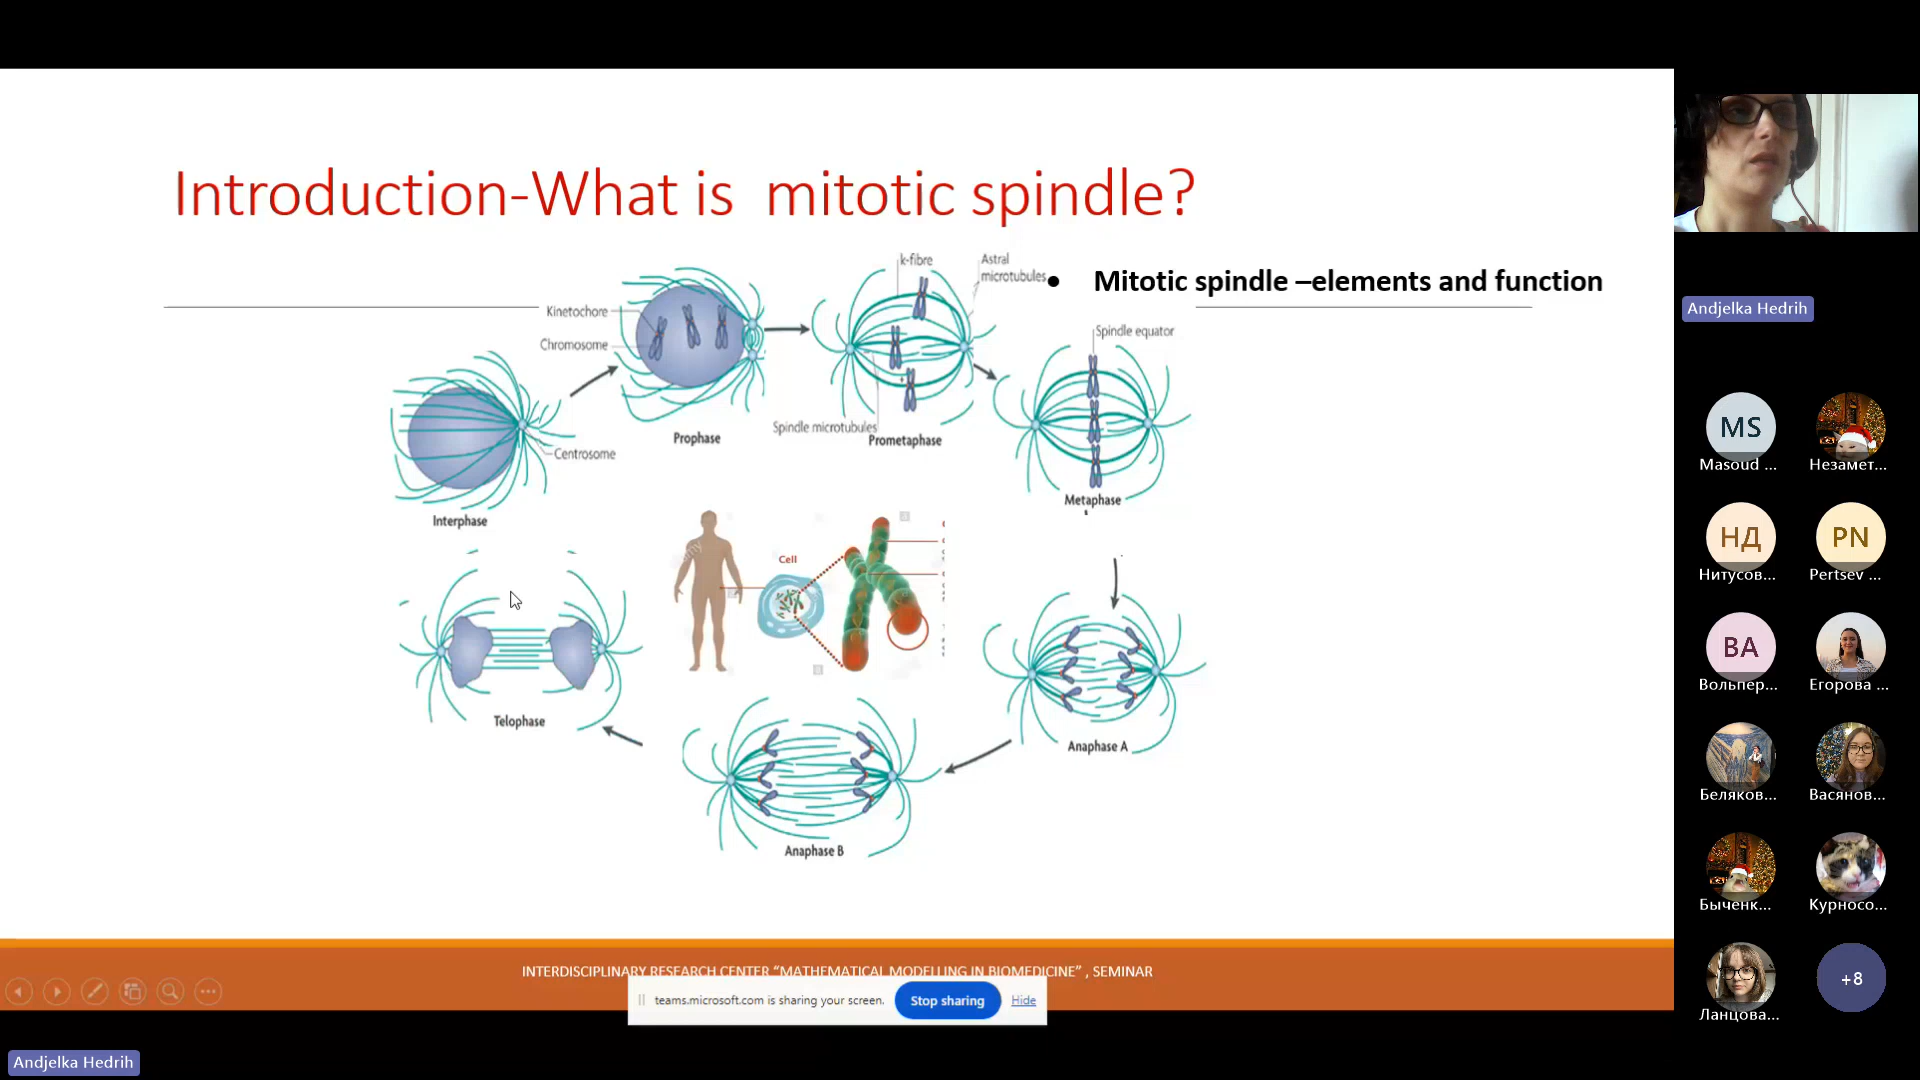 Introduction-What is mitotic spindle?
• Mitotic spindle –elements and function
k-fibre
Astral
microtubules
Kinetochore
Chromosome
Spindle equator
Spindle microtubules
Prophase
Prometaphase
Centrosome
Metaphase
Interphase
Cell
Telophase
Anaphase A
Anaphase B
INTERDISCIPLINARY RESEARCH CENTER “MATHEMATICAL MODELLING IN BIOMEDICINE” , SEMINAR
teams.microsoft.com is sharing your screen.
Stop sharing
Hide
Andjelka Hedrih
Andjelka Hedrih
MS
Masoud ...
Незамет...
НД
Нитусов...
PN
Pertsev ...
ВА
Вольпер...
Егорова ...
Беляков...
Васянов...
Быченк...
Курносо...
Ланцова...
+8